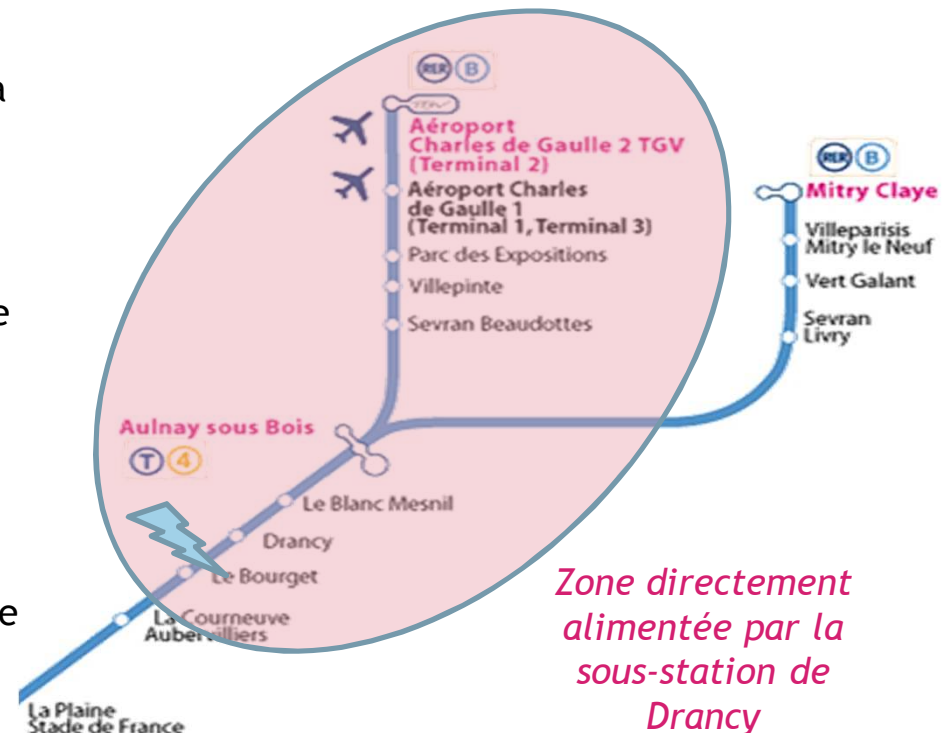 a
e
e
RER B
TGV
Aéroport
Charles de Gaulle 2 TGV
(Terminal 2)
Aéroport Charles
de Gaulle 1
(Terminal 1, Terminal 3)
Parc des Expositions
Villepinte
Sevran Beaudottes
RER B
Mitry Claye
Villeparisis
Mitry le Neuf
Vert Galant
Sevran
Livry
Aulnay sous Bois
T 4
Le Blanc Mesnil
Drancy
Le Bourget
La Courneuve
Aubervilliers
La Plaine
Stade de France
Zone directement
alimentée par la
sous-station de
Drancy